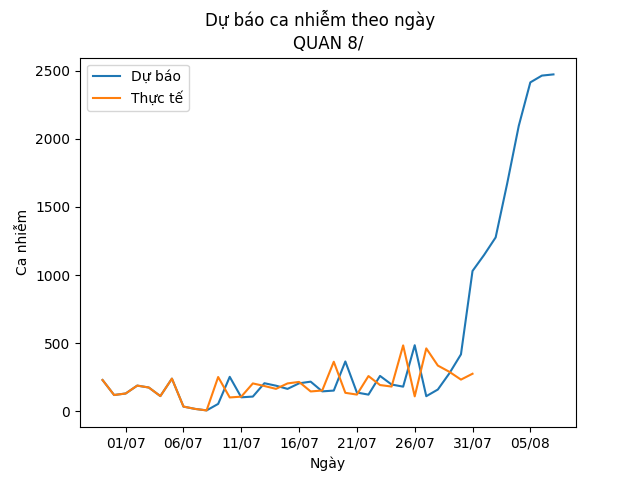 Dự báo ca nhiễm theo ngày
QUAN 8/
Dự báo
Thực tế
Ca nhiễm
2500
2000
1500
1000
500
0
01/07 06/07 11/07 16/07 21/07 26/07 31/07 05/08
Ngày